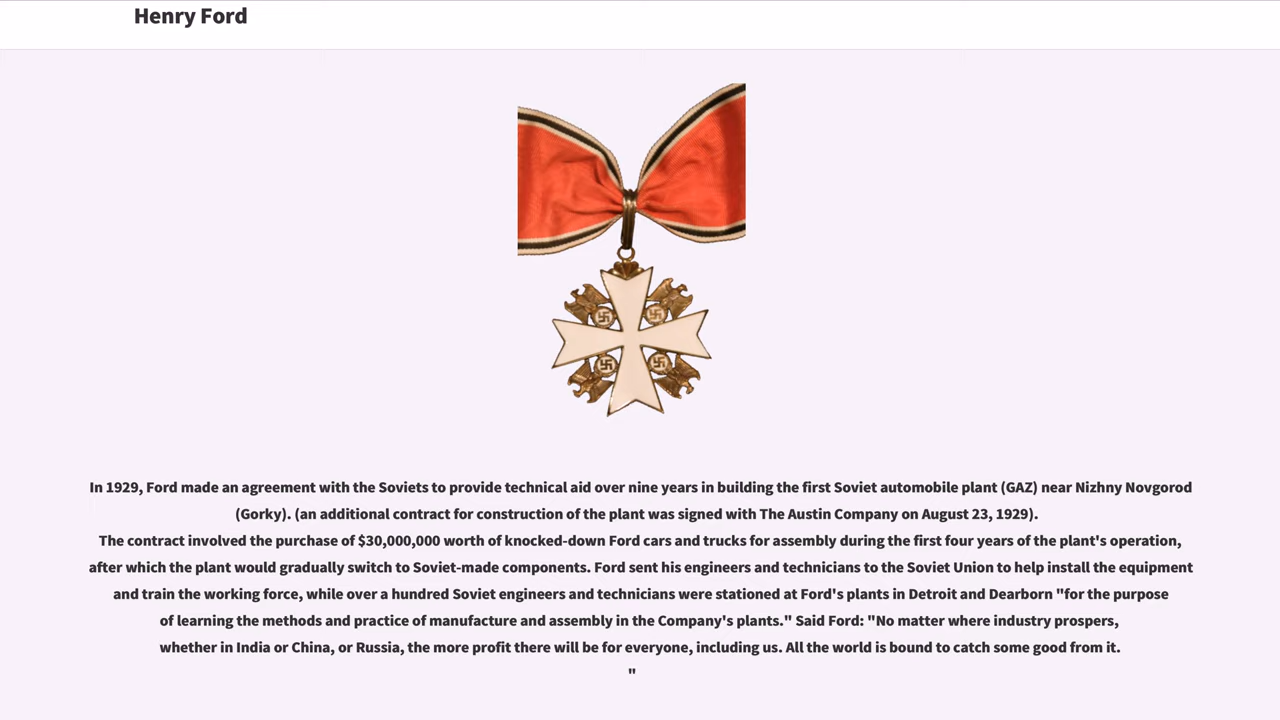 Henry Ford
In 1929, Ford made an agreement with the Soviets to provide technical aid over nine years in building the first Soviet automobile plant (GAZ) near Nizhny Novgorod
(Gorky). (an additional contract for construction of the plant was signed with The Austin Company on August 23, 1929).
The contract involved the purchase of $30,000,000 worth of knocked-down Ford cars and trucks for assembly during the first four years of the plant's operation,
after which the plant would gradually switch to Soviet-made components. Ford sent his engineers and technicians to the Soviet Union to help install the equipment
and train the working force, while over a hundred Soviet engineers and technicians were stationed at Ford's plants in Detroit and Dearborn "for the purpose
of learning the methods and practice of manufacture and assembly in the Company's plants." Said Ford: "No matter where industry prospers,
whether in India or China, or Russia, the more profit there will be for everyone, including us. All the world is bound to catch some good from it.
"